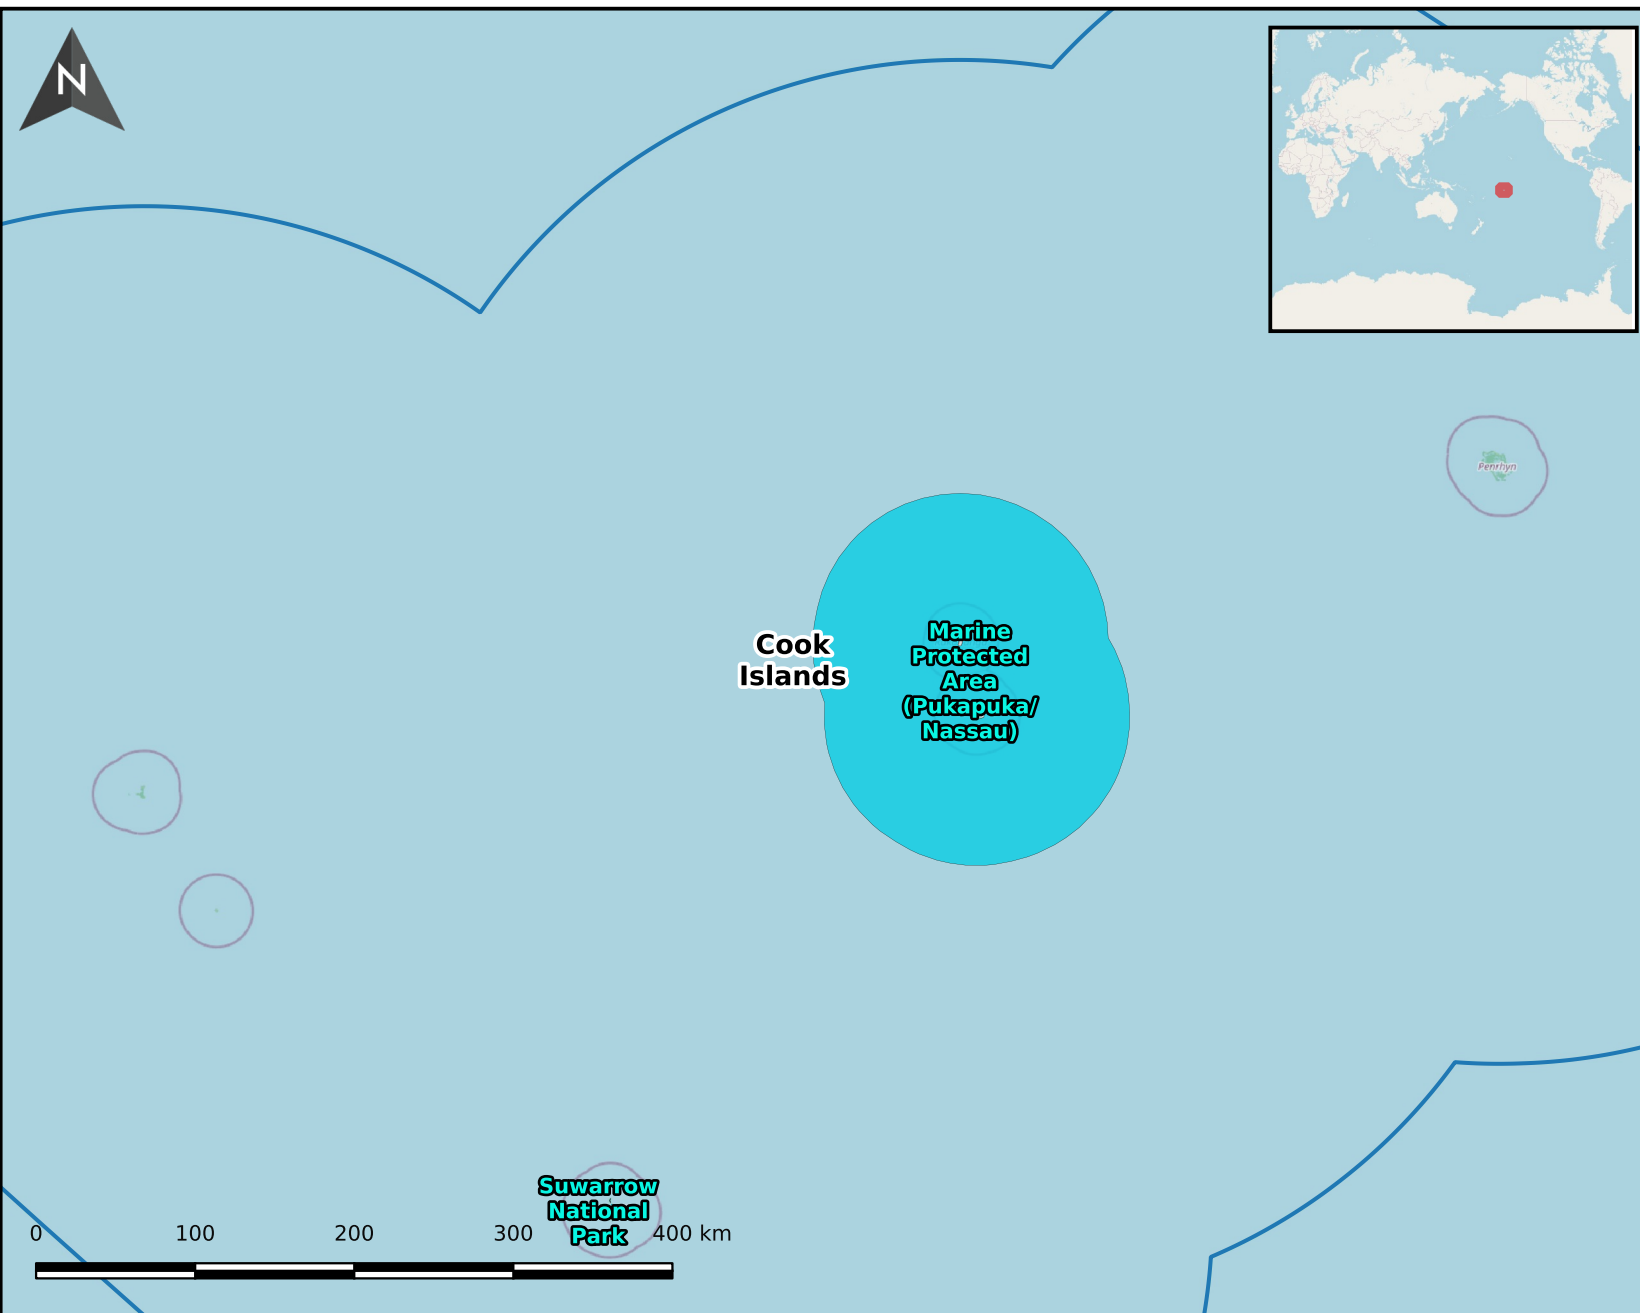 N
Penrhyn
Cook
Islands
Marine
Protected
Area
(Pukapuka/
Nassau)
Suwarrow
National
Park
0 100 200 300 400 km